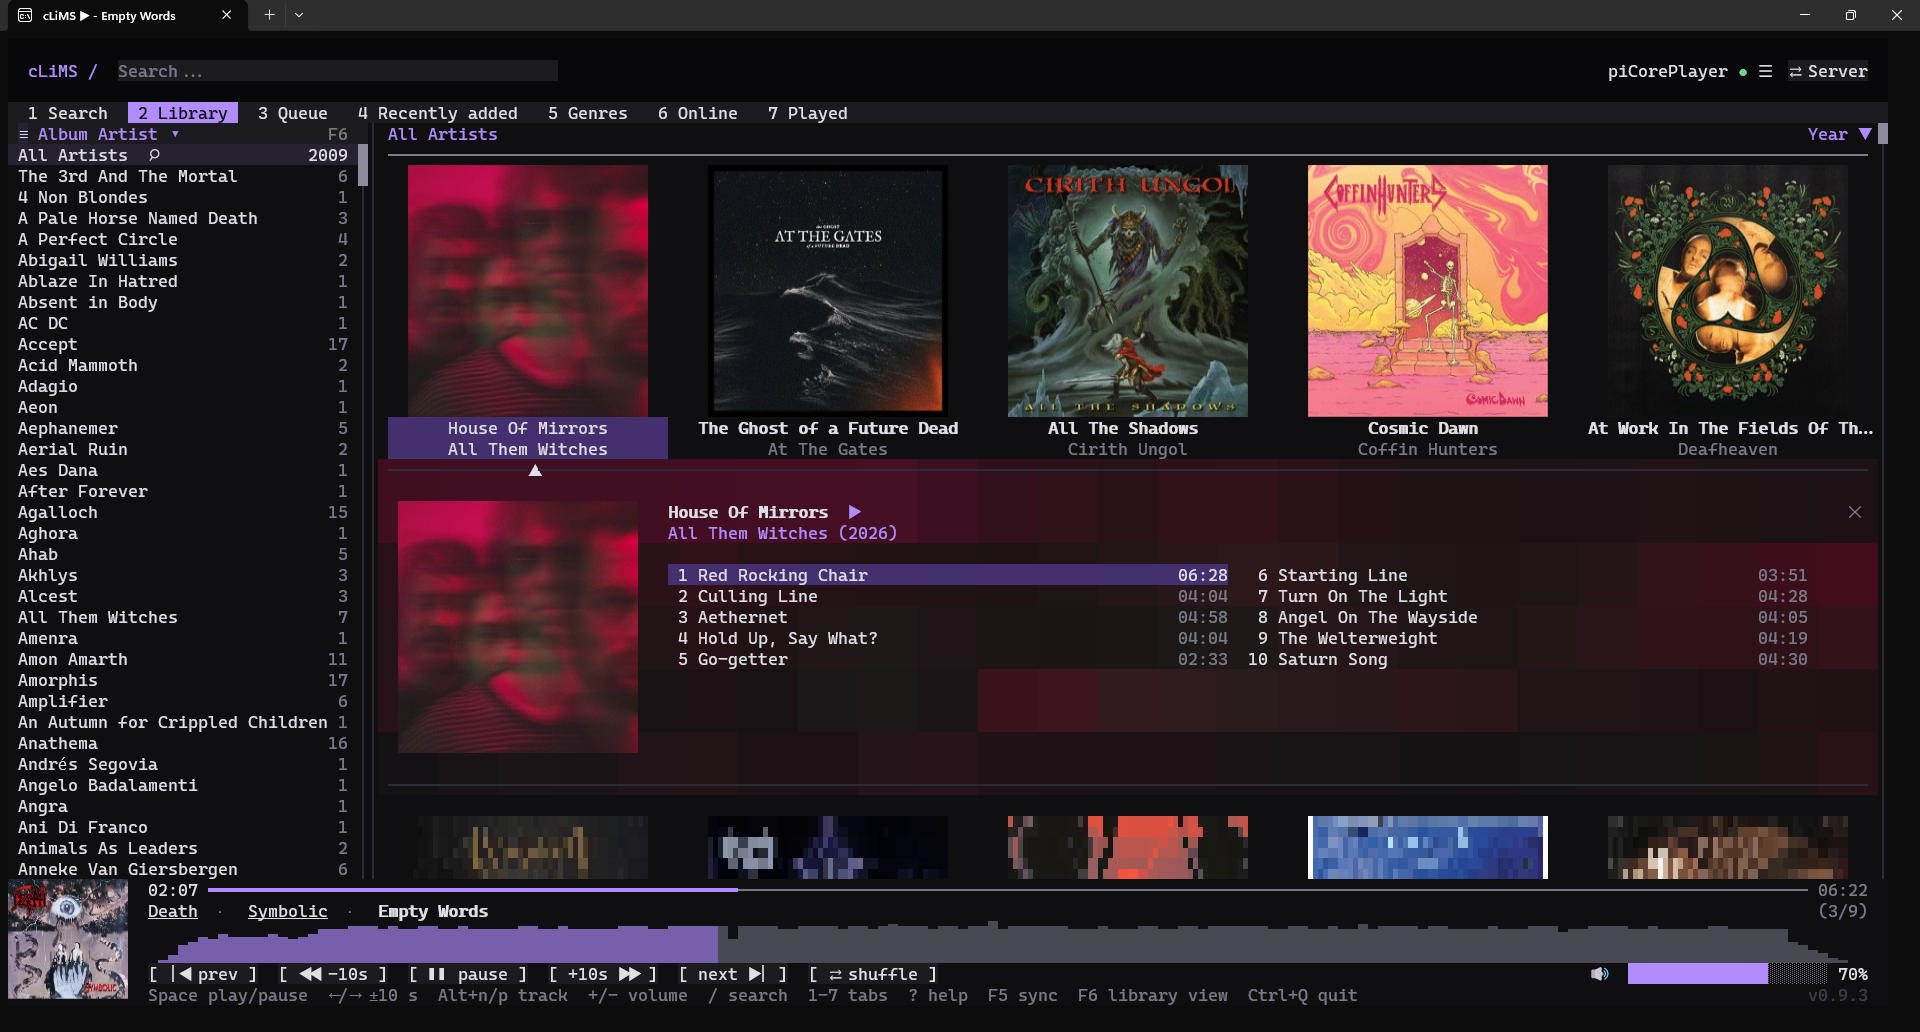 cLiMS ▶ - Empty Words
cLiMS / Search ... piCorePlayer ● ☰ ⇄ Server
1 Search 2 Library 3 Queue 4 Recently added 5 Genres 6 Online 7 Played
≡ Album Artist ▼ F6
All Artists 2009
The 3rd And The Mortal 6
4 Non Blondes 1
A Pale Horse Named Death 3
A Perfect Circle 4
Abigail Williams 2
Ablaze In Hatred 1
Absent in Body 1
AC DC 1
Accept 17
Acid Mammoth 2
Adagio 1
Aeon 1
Aephanemer 5
Aerial Ruin 2
Aes Dana 1
After Forever 1
Agalloch 15
Aghora 1
Ahab 5
Akhlys 3
Alcest 3
All Them Witches 7
Amenra 1
Amon Amarth 11
Amorphis 17
Amplifier 6
An Autumn for Crippled Children 1
Anathema 16
Andrés Segovia 1
Angelo Badalamenti 1
Angra 1
Ani Di Franco 1
Animals As Leaders 2
Anneke Van Giersbergen 6
All Artists Year ▼
the GHOST
AT THE GATES
of a FUTURE DEAD
CIRITH UNGOL
ALL THE SHADOWS
COFFIN HUNTERS
COSMIC DAWN
House Of Mirrors
All Them Witches
The Ghost of a Future Dead
At The Gates
All The Shadows
Cirith Ungol
Cosmic Dawn
Coffin Hunters
At Work In The Fields Of Th...
Deafheaven
House Of Mirrors ▶
All Them Witches (2026)
1 Red Rocking Chair 06:28
2 Culling Line 04:04
3 Aethernet 04:58
4 Hold Up, Say What? 04:04
5 Go-getter 02:33
6 Starting Line 03:51
7 Turn On The Light 04:28
8 Angel On The Wayside 04:05
9 The Welterweight 04:19
10 Saturn Song 04:30
02:07 06:22
Death · Symbolic · Empty Words (3/9)
SYMBOLIC
[ |◀ prev ] [ ◀◀ -10s ] [ ▮▮ pause ] [ +10s ▶▶ ] [ next ▶| ] [ ⇄ shuffle ] 70%
Space play/pause ←/→ ±10 s Alt+n/p track +/- volume / search 1-7 tabs ? help F5 sync F6 library view Ctrl+Q quit v0.9.3